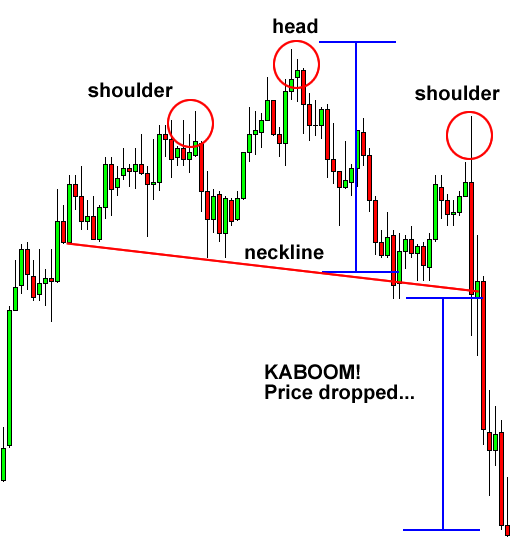 head
shoulder
shoulder
neckline
KABOOM!
Price dropped...